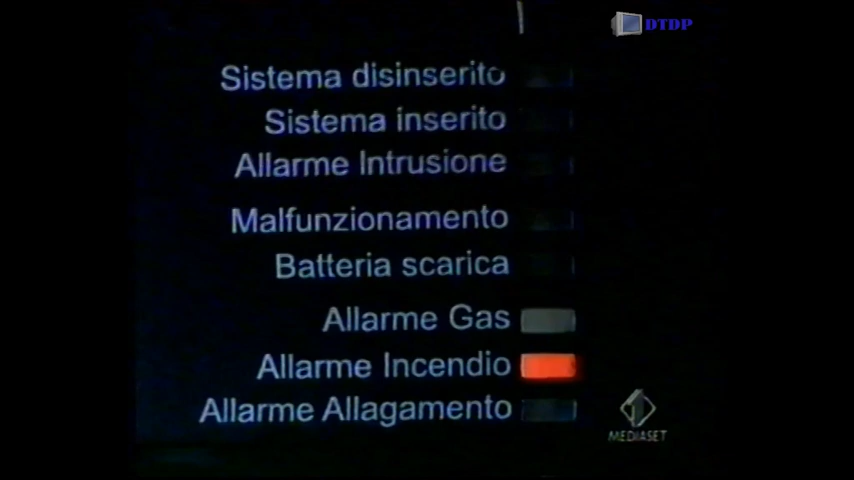 DTDP
Sistema disinserito
Sistema inserito
Allarme Intrusione
Malfunzionamento
Batteria scarica
Allarme Gas
Allarme Incendio
Allarme Allagamento
MEDIASET